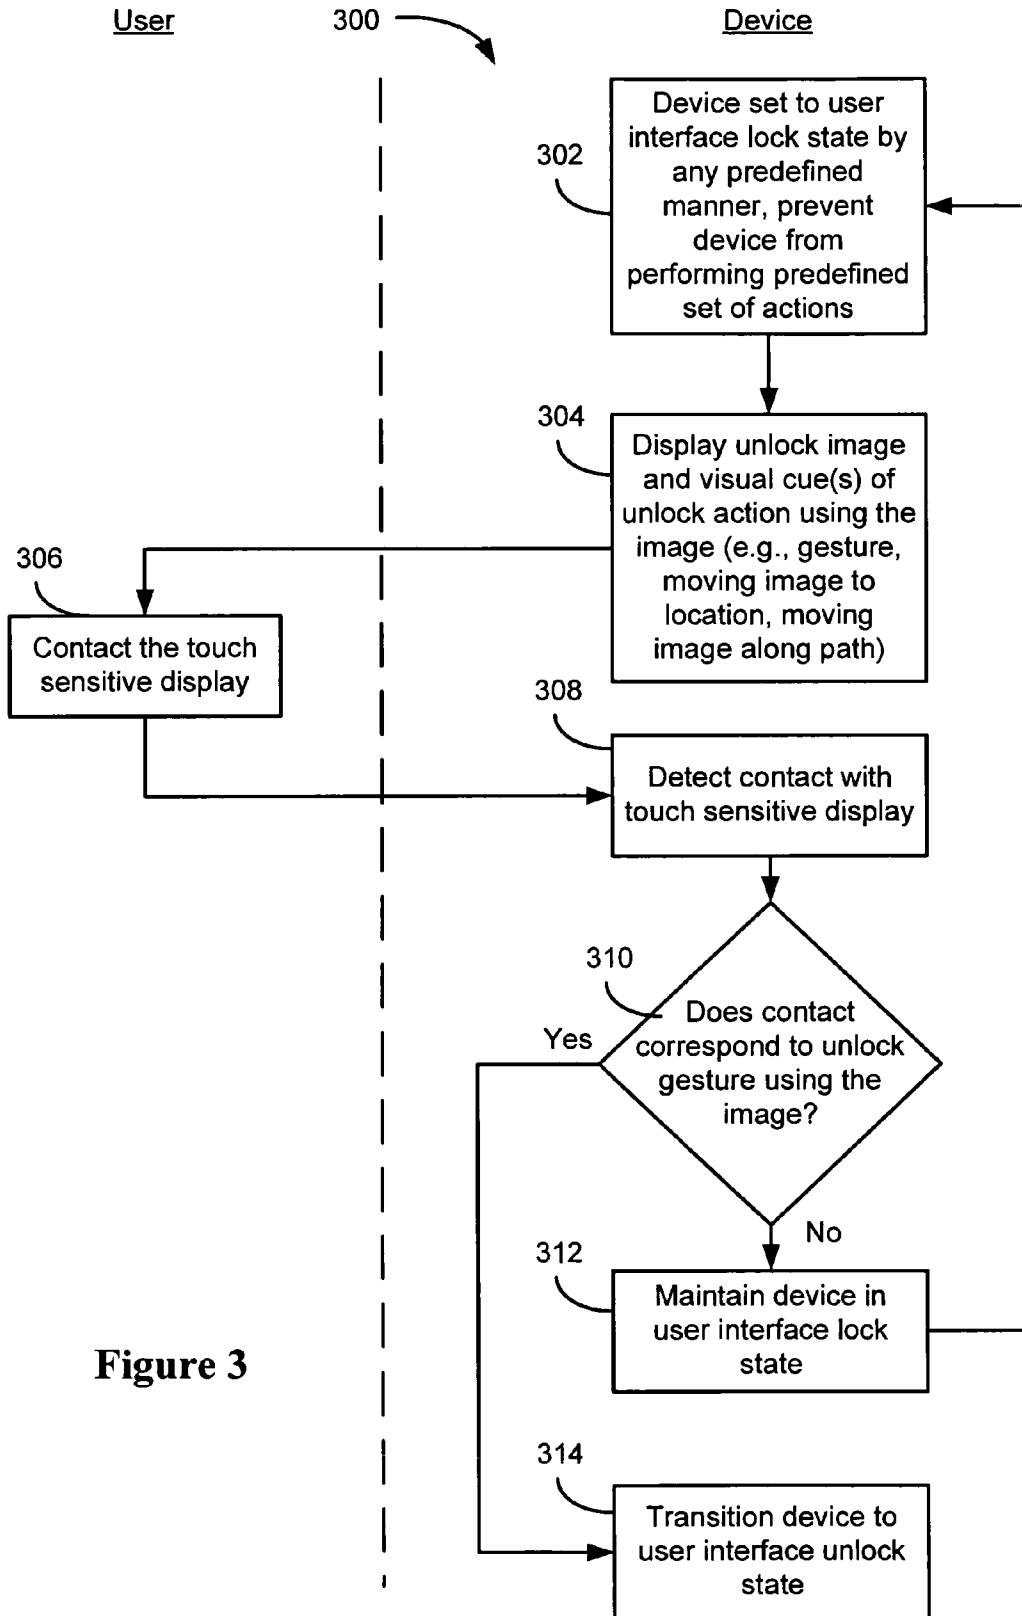 User
300
Device
302
Device set to user
interface lock state by
any predefined
manner, prevent
device from
performing predefined
set of actions
304
Display unlock image
and visual cue(s) of
unlock action using the
image (e.g., gesture,
moving image to
location, moving
image along path)
306
Contact the touch
sensitive display
308
Detect contact with
touch sensitive display
310
Does contact
correspond to unlock
gesture using the
image?
Yes
No
312
Maintain device in
user interface lock
state
Figure 3
314
Transition device to
user interface unlock
state